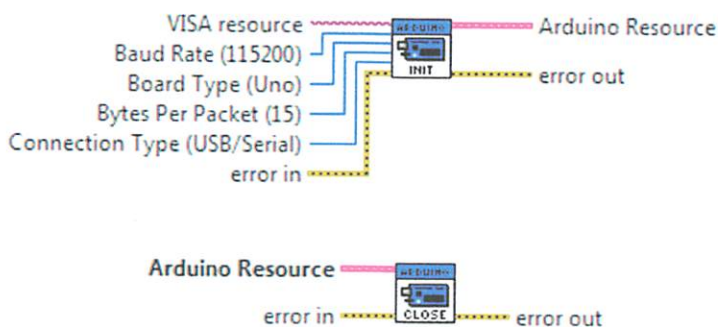 VISA resource
Baud Rate (115200)
Board Type (Uno)
Bytes Per Packet (15)
Connection Type (USB/Serial)
error in
ARDUINO
INIT
Arduino Resource
error out
Arduino Resource
error in
ARDUINO
CLOSE
error out